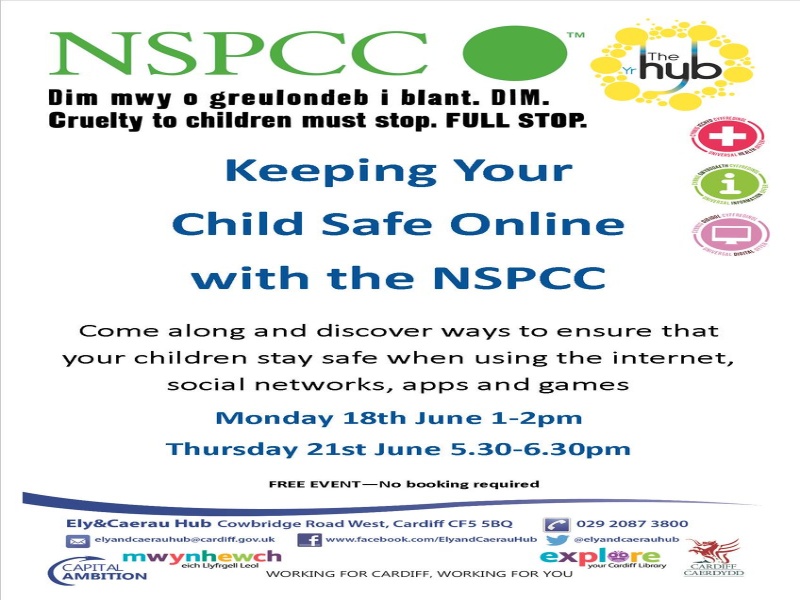 NSPCC ™
The
Yr hyb
Dim mwy o greulondeb i blant. DIM.
Cruelty to children must stop. FULL STOP.
Keeping Your
Child Safe Online
with the NSPCC
Come along and discover ways to ensure that
your children stay safe when using the internet,
social networks, apps and games
Monday 18th June 1-2pm
Thursday 21st June 5.30-6.30pm
FREE EVENT—No booking required
Ely&Caerau Hub Cowbridge Road West, Cardiff CF5 5BQ 029 2087 3800
elyandcaerauhub@cardiff.gov.uk www.facebook.com/ElyandCaerauHub @elyandcaerauhub
mwynhewch
eich Llyfrgell Leol
explore
your Cardiff Library
CAPITAL
AMBITION
WORKING FOR CARDIFF, WORKING FOR YOU
CARDIFF
CAERDYDD